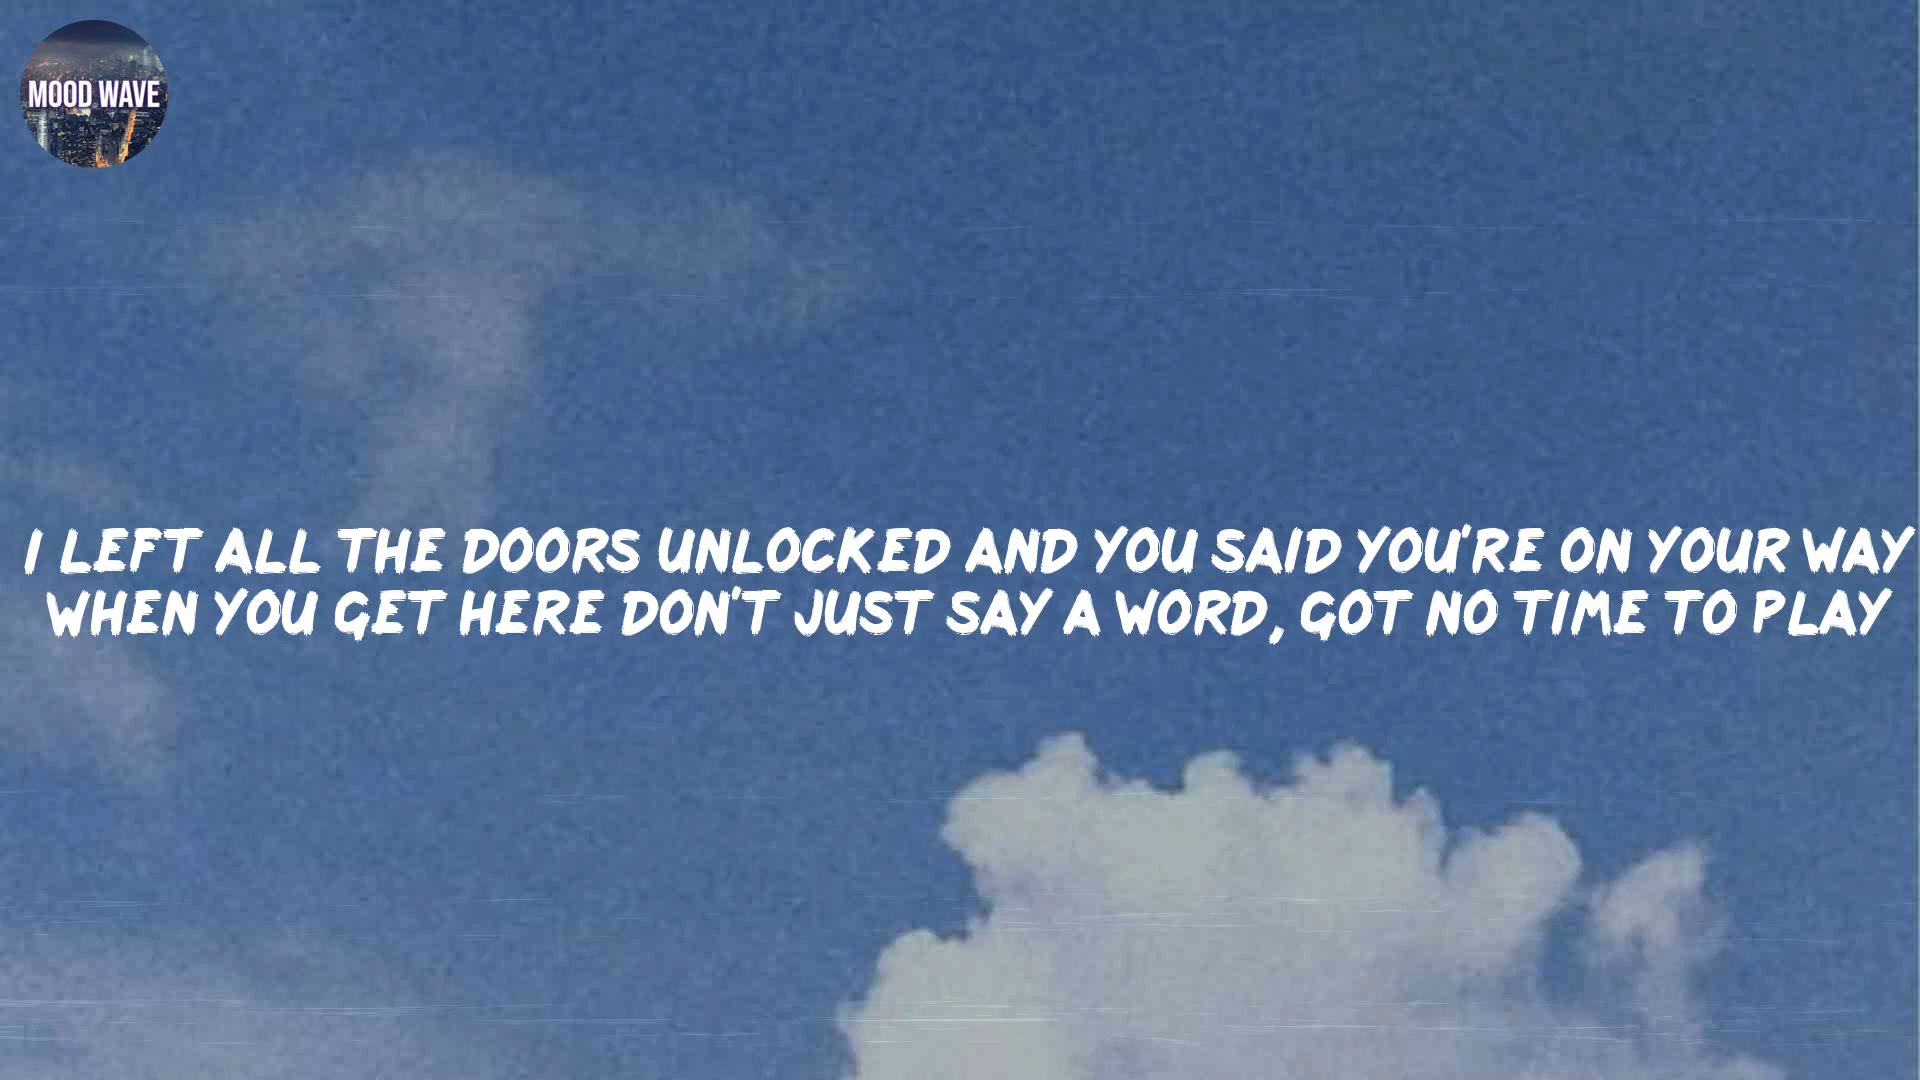 MOOD WAVE
I LEFT ALL THE DOORS UNLOCKED AND YOU SAID YOU'RE ON YOUR WAY
WHEN YOU GET HERE DON'T JUST SAY A WORD, GOT NO TIME TO PLAY